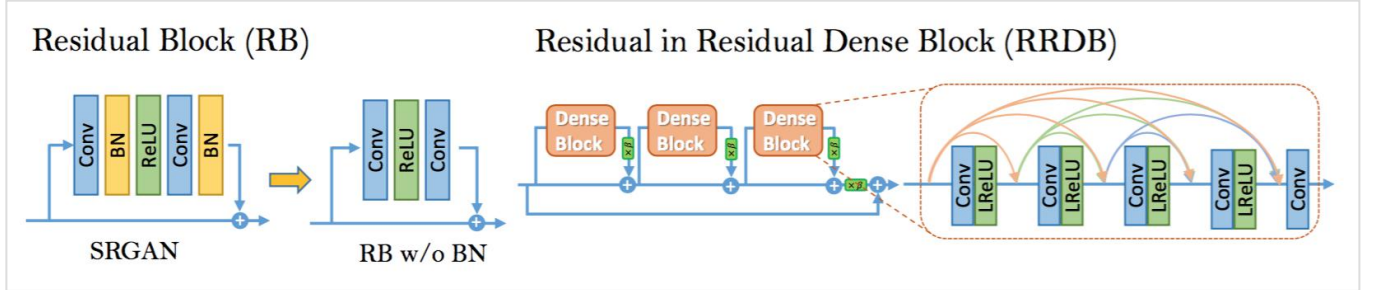 Residual Block (RB)
Residual in Residual Dense Block (RRDB)
Conv
BN
ReLU
Conv
BN
SRGAN
Conv
ReLU
Conv
RB w/o BN
Dense
Block
×β
Dense
Block
×β
Dense
Block
×β
×β
Conv
LReLU
Conv
LReLU
Conv
LReLU
Conv
LReLU
Conv